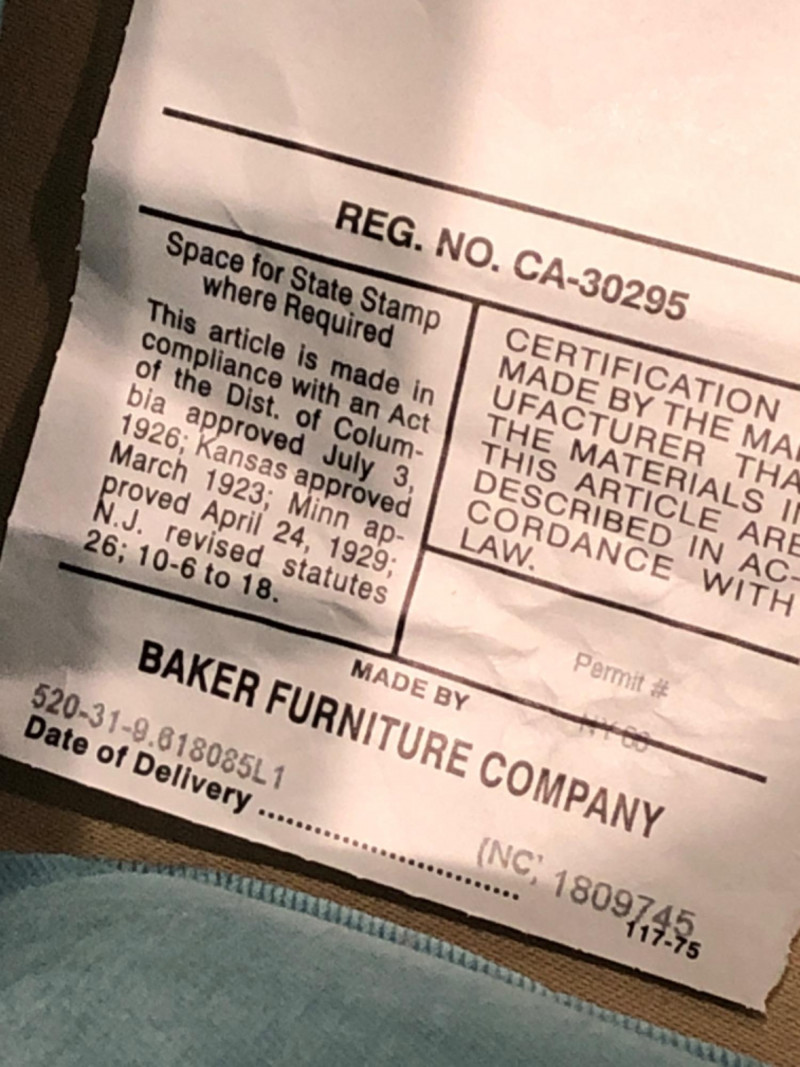 REG. NO. CA-30295
Space for State Stamp
where Required
This article is made in
compliance with an Act
of the Dist. of Colum-
bia approved July 3,
1926; Kansas approved
March 1923; Minn ap-
proved April 24, 1929;
N.J. revised statutes
26; 10-6 to 18.
CERTIFICATION
MADE BY THE MA
UFACTURER THA
THE MATERIALS I
THIS ARTICLE ARE
DESCRIBED IN AC-
CORDANCE WITH
LAW.
Permit #
MADE BY
BAKER FURNITURE COMPANY
520-31-9.618085L1
Date of Delivery
(NC, 1809745
117-75